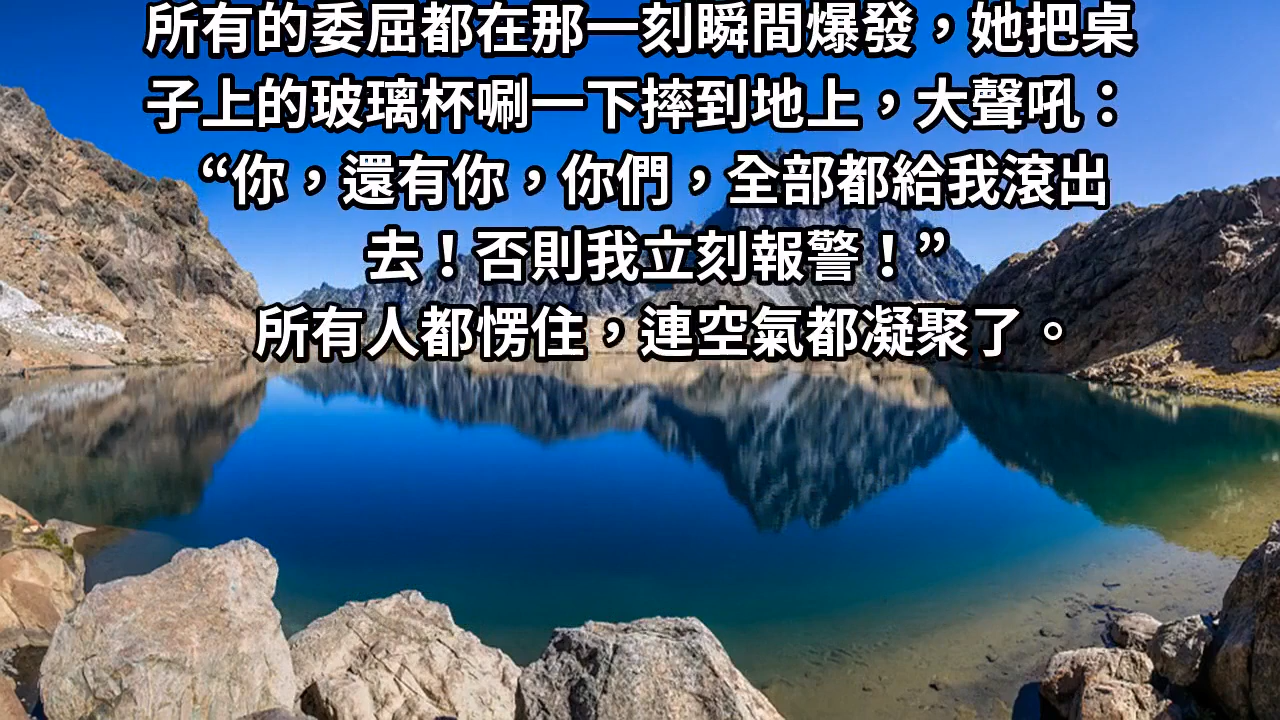 所有的委屈都在那一刻瞬間爆發，她把桌
子上的玻璃杯唰一下摔到地上，大聲吼：
“你，還有你，你們，全部都給我滾出
去！否則我立刻報警！”
所有人都愣住，連空氣都凝聚了。